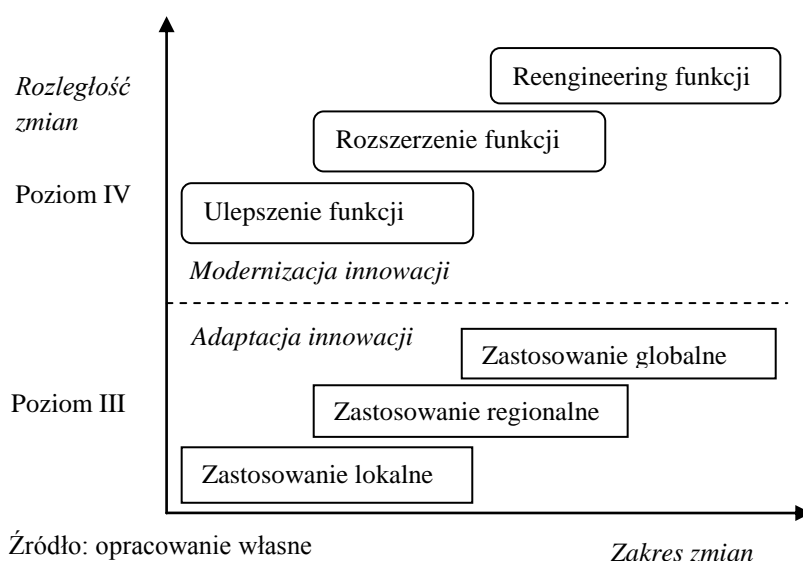 Rozległość
zmian
Reengineering funkcji
Rozszerzenie funkcji
Poziom IV
Ulepszenie funkcji
Modernizacja innowacji
Adaptacja innowacji
Zastosowanie globalne
Poziom III
Zastosowanie regionalne
Zastosowanie lokalne
Źródło: opracowanie własne
Zakres zmian